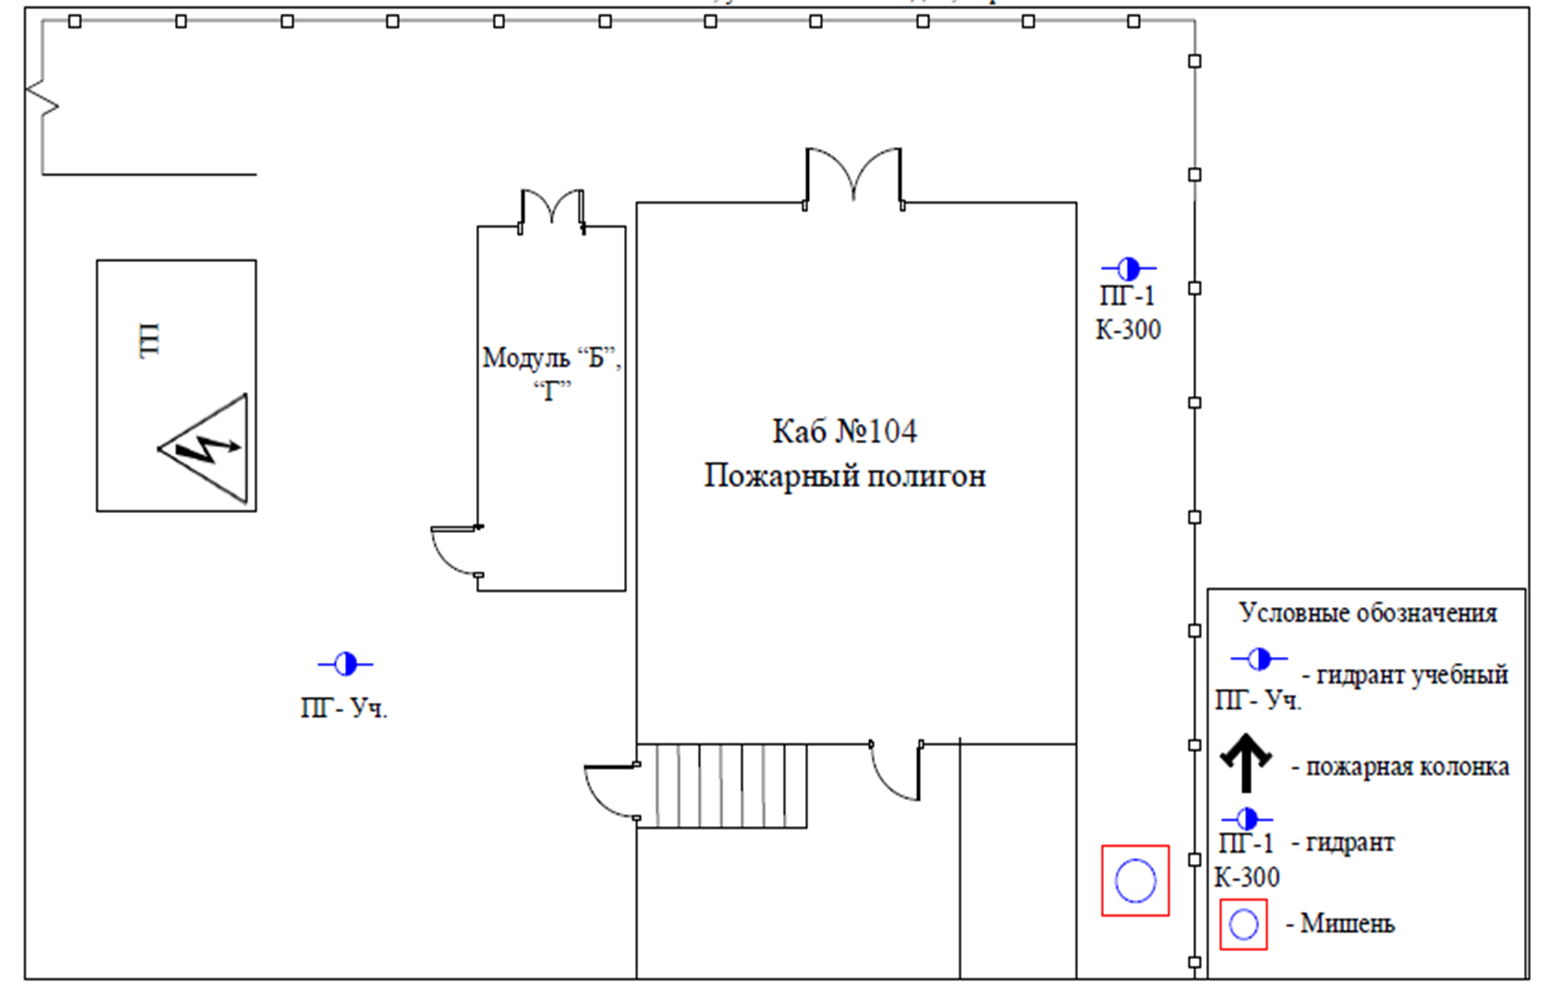 ТП
Модуль “Б”,
“Г”
Каб №104
Пожарный полигон
ПГ-1
К-300
ПГ- Уч.
Условные обозначения
- гидрант учебный
ПГ- Уч.
- пожарная колонка
ПГ-1 - гидрант
К-300
- Мишень